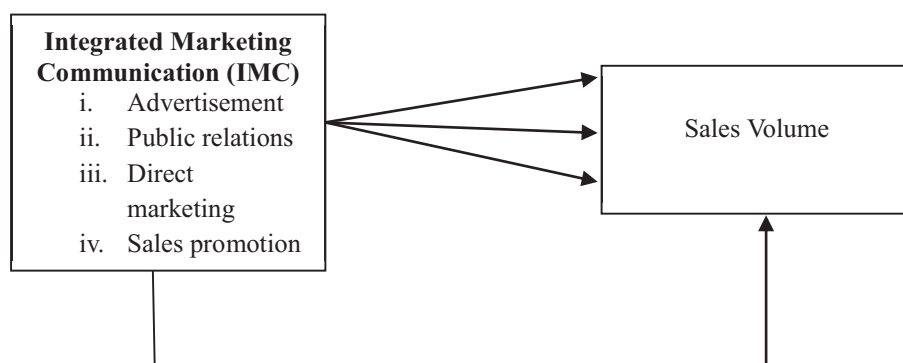 Integrated Marketing
Communication (IMC)
i. Advertisement
ii. Public relations
iii. Direct
marketing
iv. Sales promotion
Sales Volume